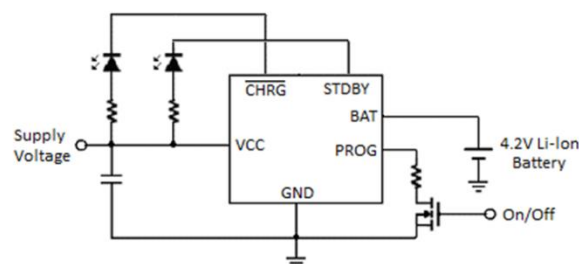 CHRG
STDBY
BAT
Supply
Voltage
VCC
PROG
4.2V Li-Ion
Battery
GND
On/Off